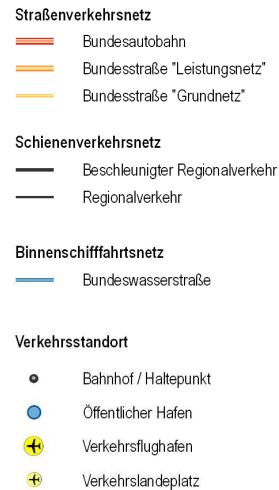 Straßenverkehrsnetz
Bundesautobahn
Bundesstraße "Leistungsnetz"
Bundesstraße "Grundnetz"
Schienenverkehrsnetz
Beschleunigter Regionalverkehr
Regionalverkehr
Binnenschifffahrtsnetz
Bundeswasserstraße
Verkehrsstandort
Bahnhof / Haltepunkt
Öffentlicher Hafen
Verkehrsflughafen
Verkehrslandeplatz